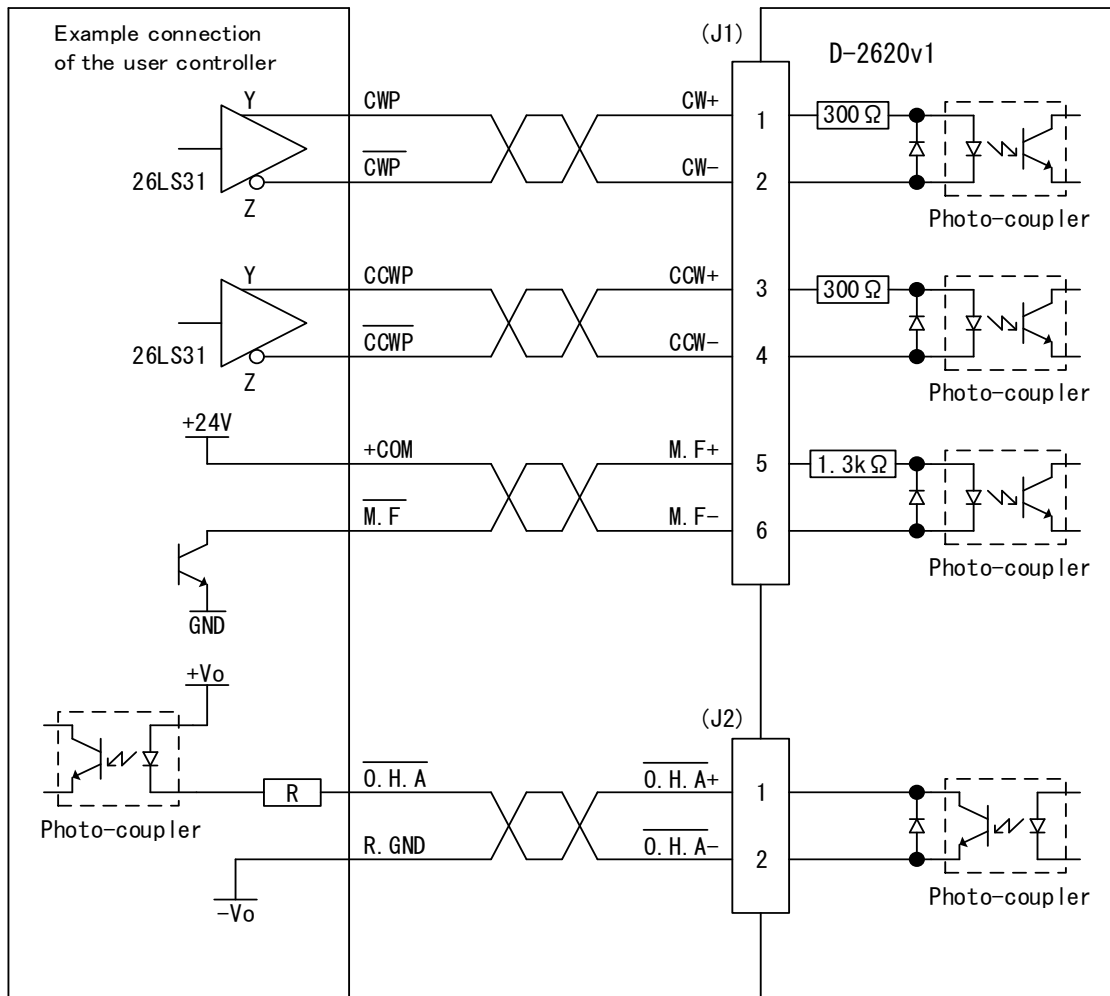 Example connection
of the user controller
(J1)
D-2620v1
Y
CWP
CW+
1
300Ω
26LS31
Z
C̅W̅P̅
CW-
2
Photo-coupler
Y
CCWP
CCW+
3
300Ω
26LS31
Z
C̅C̅W̅P̅
CCW-
4
Photo-coupler
+24V
+COM
M.F+
5
1.3kΩ
M̅.̅F̅
M.F-
6
Photo-coupler
GND
+Vo
(J2)
R
O̅.̅H̅.̅A̅
O̅.̅H̅.̅A̅+
1
Photo-coupler
R.GND
O̅.̅H̅.̅A̅-
2
-Vo
Photo-coupler